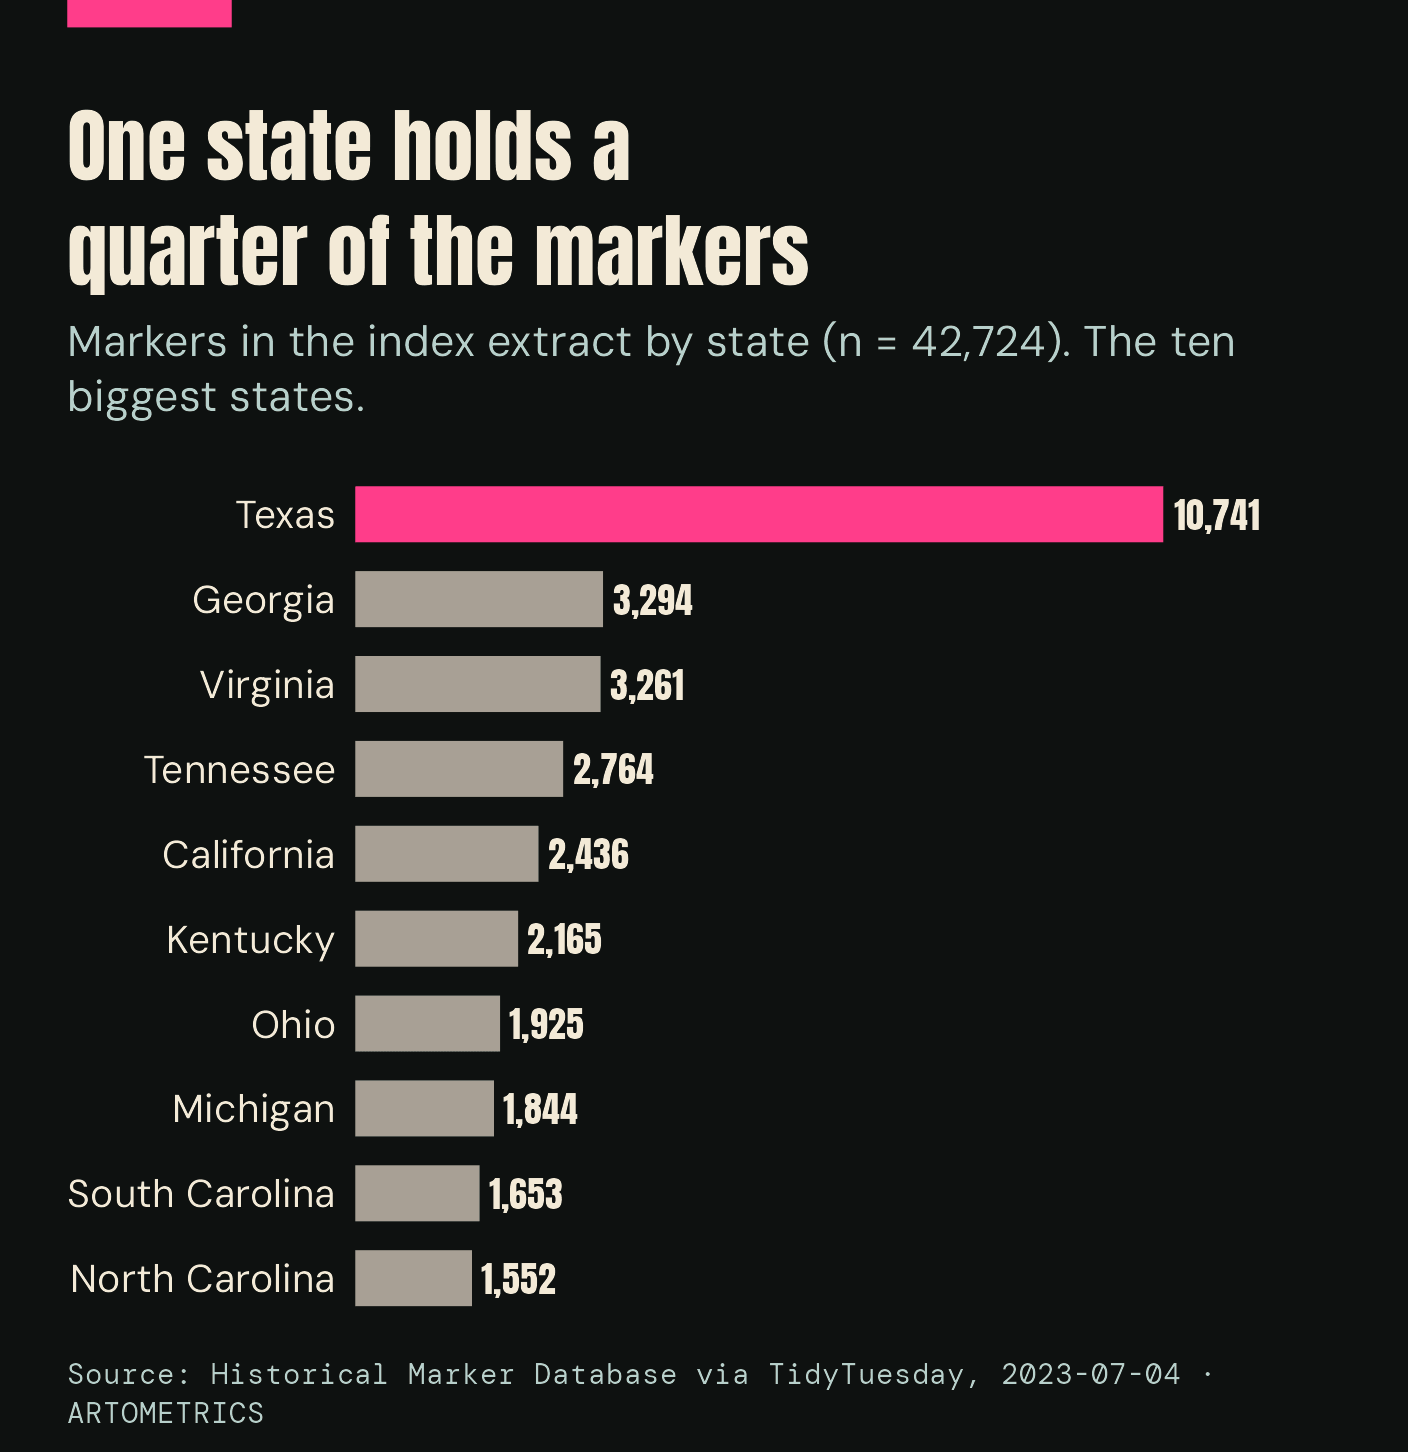 One state holds a
quarter of the markers
Markers in the index extract by state (n = 42,724). The ten
biggest states.
Texas 10,741
Georgia 3,294
Virginia 3,261
Tennessee 2,764
California 2,436
Kentucky 2,165
Ohio 1,925
Michigan 1,844
South Carolina 1,653
North Carolina 1,552
Source: Historical Marker Database via TidyTuesday, 2023-07-04 ·
ARTOMETRICS